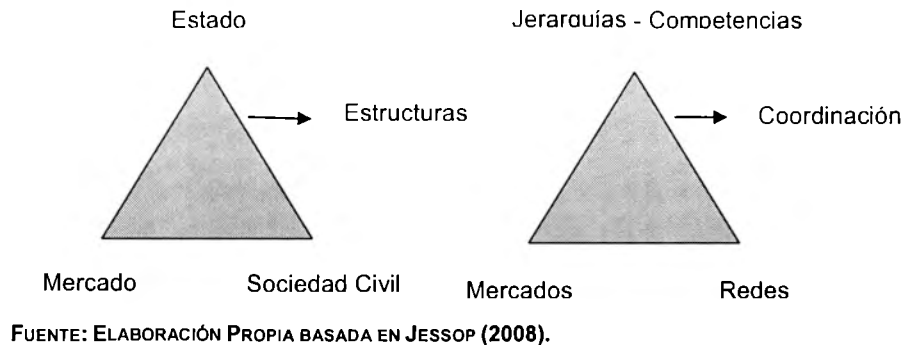 Estado
Jerarquías - Competencias
Estructuras
Coordinación
Mercado
Sociedad Civil
Mercados
Redes
FUENTE: ELABORACIÓN PROPIA BASADA EN JESSOP (2008).